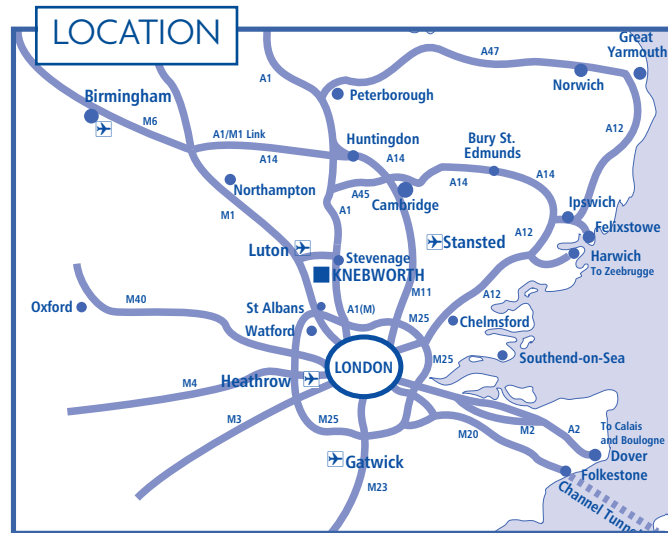 LOCATION
Great
Yarmouth
A47
Norwich
A1
Peterborough
Birmingham
M6
A12
A1/M1 Link
A14
Huntingdon
A14
Bury St.
Edmunds
A14
A14
Northampton
A45
Cambridge
M1
A1
Ipswich
Felixstowe
A12
Luton
Stansted
Stevenage
KNEBWORTH
Harwich
To Zeebrugge
Oxford
M40
St Albans
A1(M)
M11
A12
M25
Watford
Chelmsford
M25
LONDON
Southend-on-Sea
Heathrow
M4
M3
M25
M20
M2
A2
To Calais
and Boulogne
Dover
Gatwick
Folkestone
M23
Channel Tunnel